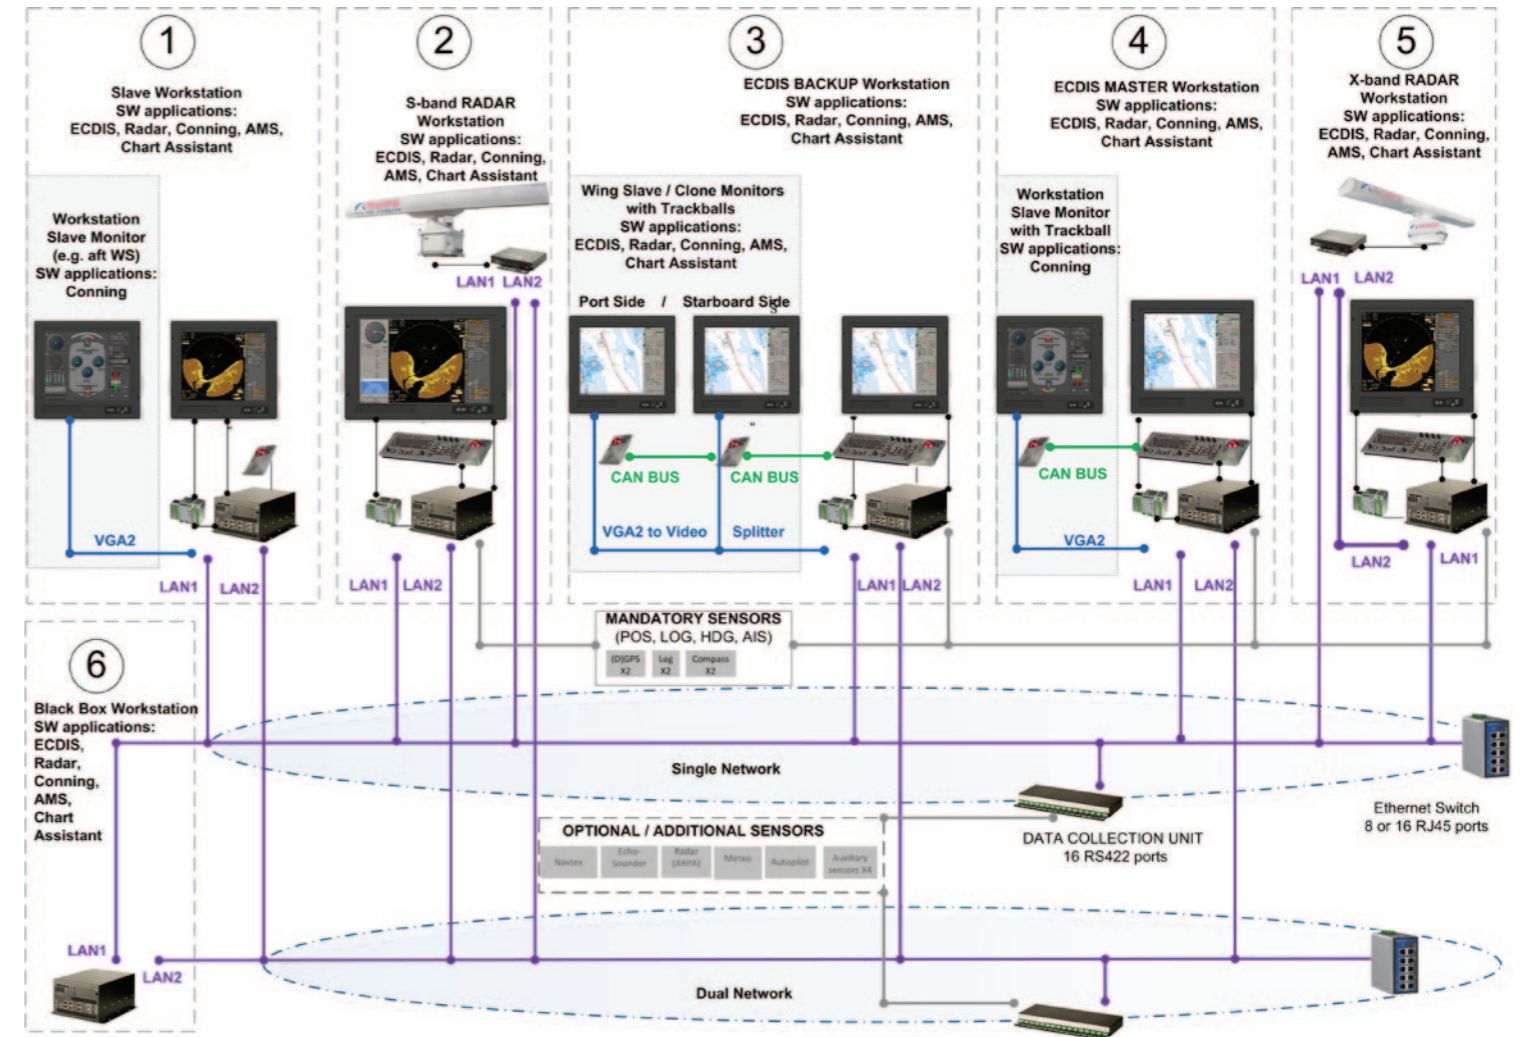 1
Slave Workstation
SW applications:
ECDIS, Radar, Conning, AMS,
Chart Assistant
Workstation
Slave Monitor
(e.g. aft WS)
SW applications:
Conning
VGA2
LAN1
LAN2
2
S-band RADAR
Workstation
SW applications:
ECDIS, Radar, Conning,
AMS, Chart Assistant
LAN1 LAN2
LAN1
LAN2
3
ECDIS BACKUP Workstation
SW applications:
ECDIS, Radar, Conning, AMS,
Chart Assistant
Wing Slave / Clone Monitors
with Trackballs
SW applications:
ECDIS, Radar, Conning, AMS,
Chart Assistant
Port Side / Starboard Side
S
CAN BUS
CAN BUS
VGA2 to Video Splitter
LAN1 LAN2
4
ECDIS MASTER Workstation
SW applications:
ECDIS, Radar, Conning, AMS,
Chart Assistant
Workstation
Slave Monitor
with Trackball
SW applications:
Conning
CAN BUS
VGA2
LAN1
LAN2
5
X-band RADAR
Workstation
SW applications:
ECDIS, Radar, Conning,
AMS, Chart Assistant
LAN1
LAN2
LAN2
LAN1
MANDATORY SENSORS
(POS, LOG, HDG, AIS)
(D)GPS
X2
Log
X2
Compass
X2
6
Black Box Workstation
SW applications:
ECDIS,
Radar,
Conning,
AMS,
Chart
Assistant
LAN1
LAN2
Single Network
Ethernet Switch
8 or 16 RJ45 ports
DATA COLLECTION UNIT
16 RS422 ports
OPTIONAL / ADDITIONAL SENSORS
Navtex
Echo-
Sounder
Radar
(ARPA)
Meteo
Autopilot
Auxiliary
sensors X4
Dual Network